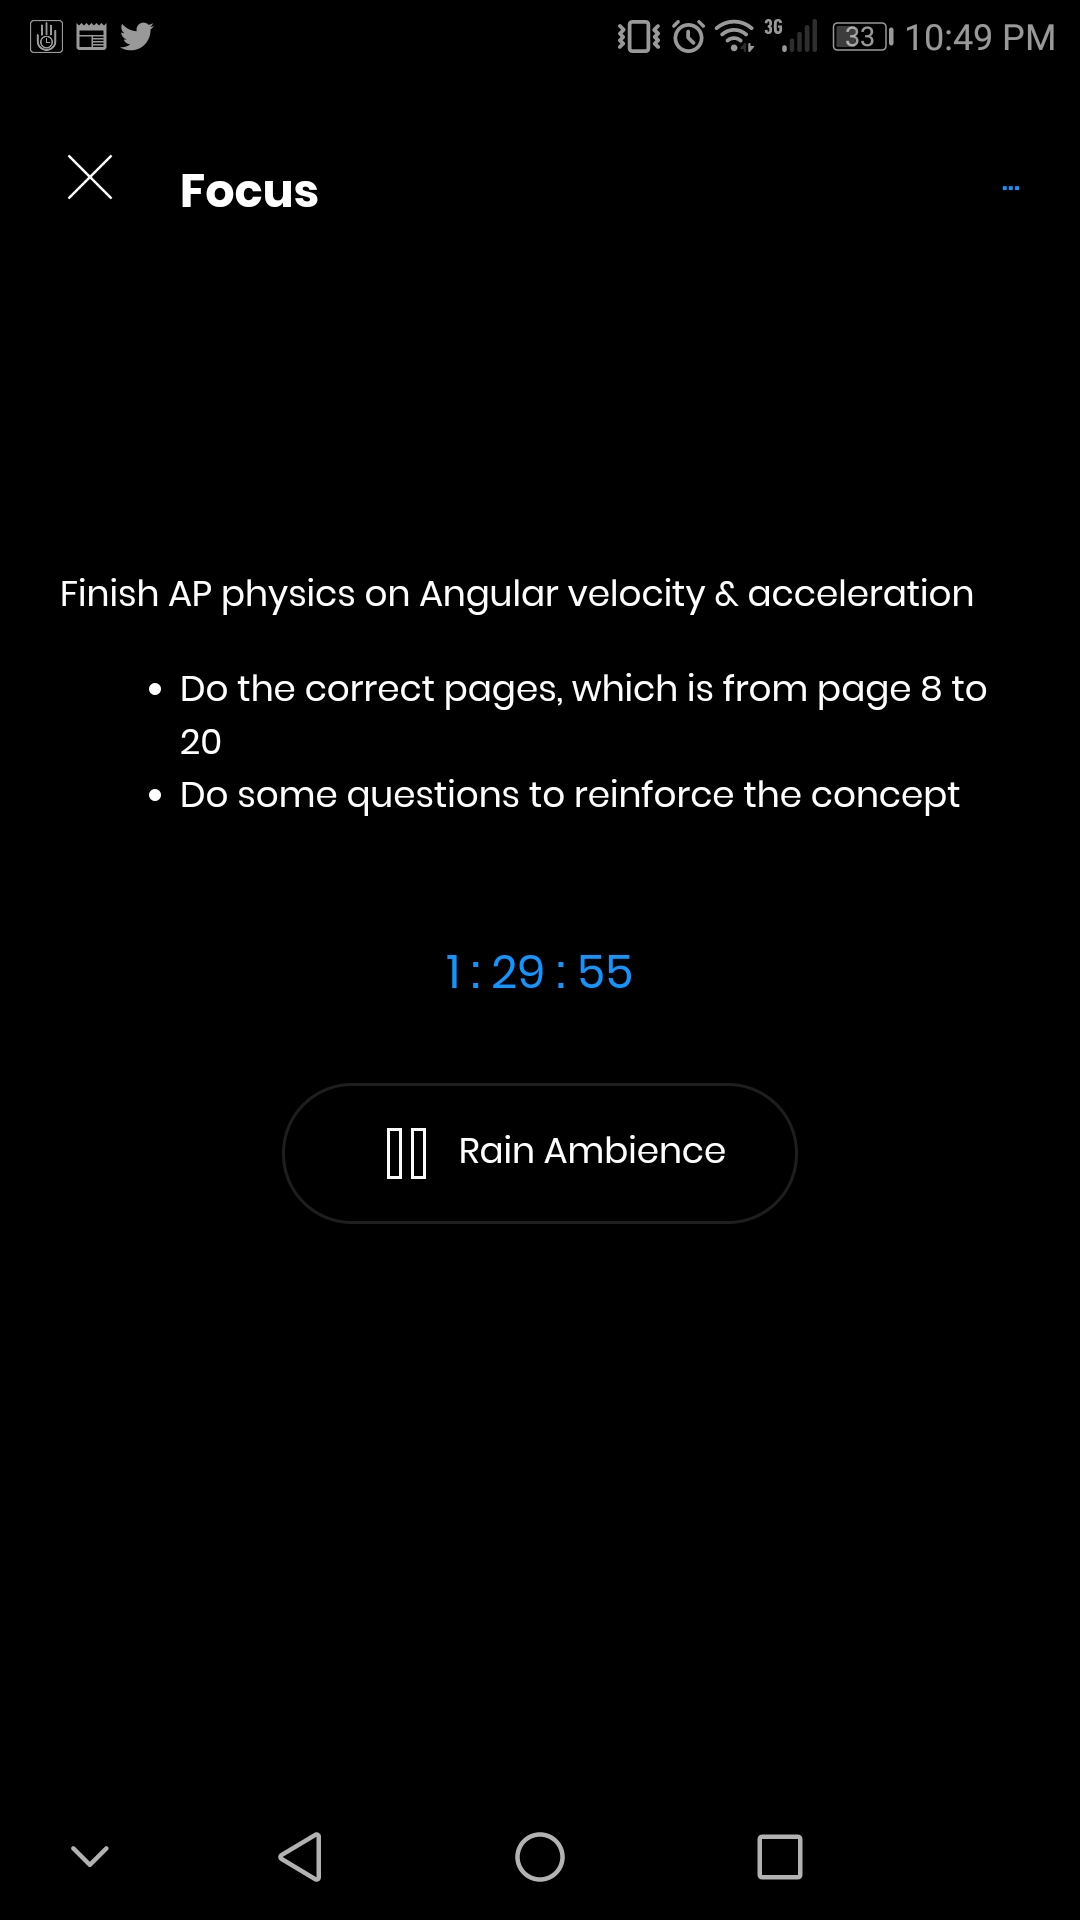 3G 33 10:49 PM
Focus
Finish AP physics on Angular velocity & acceleration
• Do the correct pages, which is from page 8 to
20
• Do some questions to reinforce the concept
1 : 29 : 55
Rain Ambience